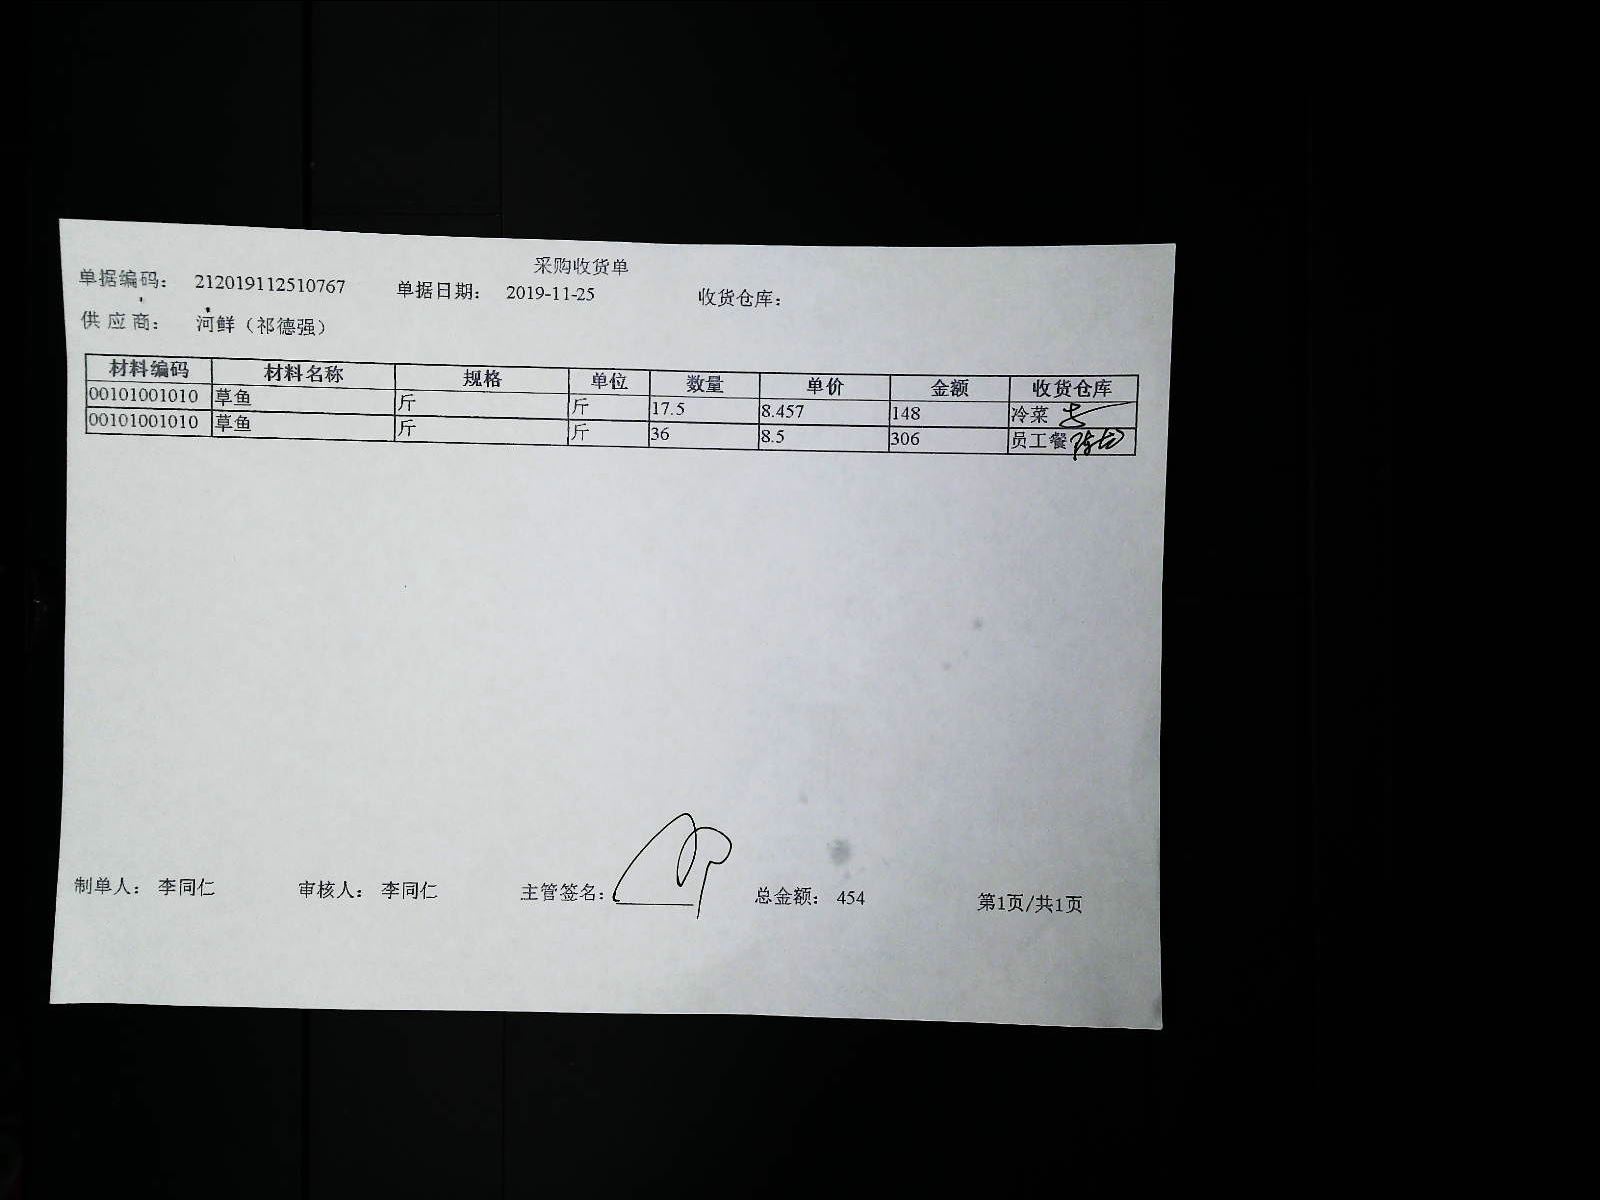 采购收货单
单据编码: 212019112510767 单据日期: 2019-11-25 收货仓库:
供应商: 河鲜（祁德强）
材料编码 材料名称 规格 单位 数量 单价 金额 收货仓库
00101001010 草鱼 斤 斤 17.5 8.457 148 冷菜
00101001010 草鱼 斤 斤 36 8.5 306 员工餐
制单人: 李同仁 审核人: 李同仁 主管签名: 总金额: 454 第1页/共1页